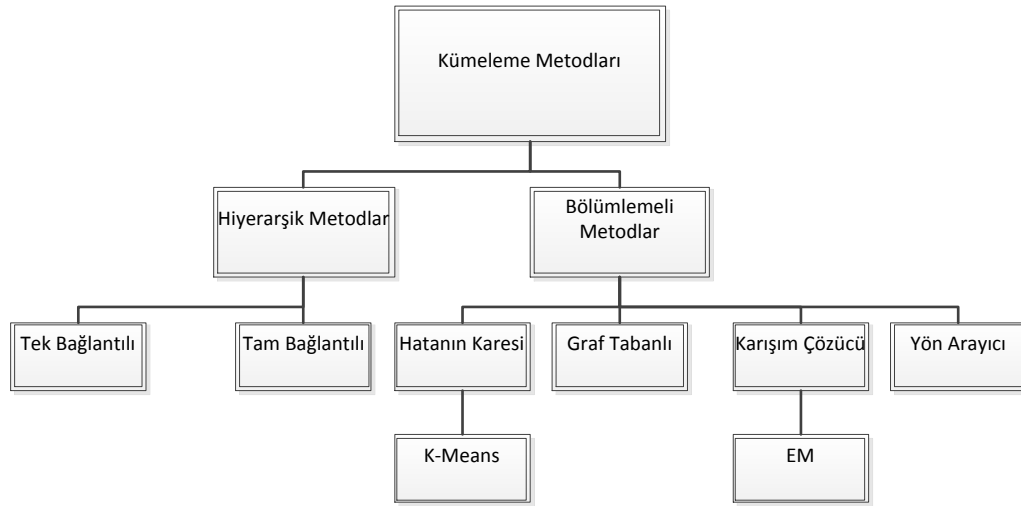 Kümeleme Metodları
Hiyerarşik Metodlar
Bölümlemeli
Metodlar
Tek Bağlantılı
Tam Bağlantılı
Hatanın Karesi
Graf Tabanlı
Karışım Çözücü
Yön Arayıcı
K-Means
EM